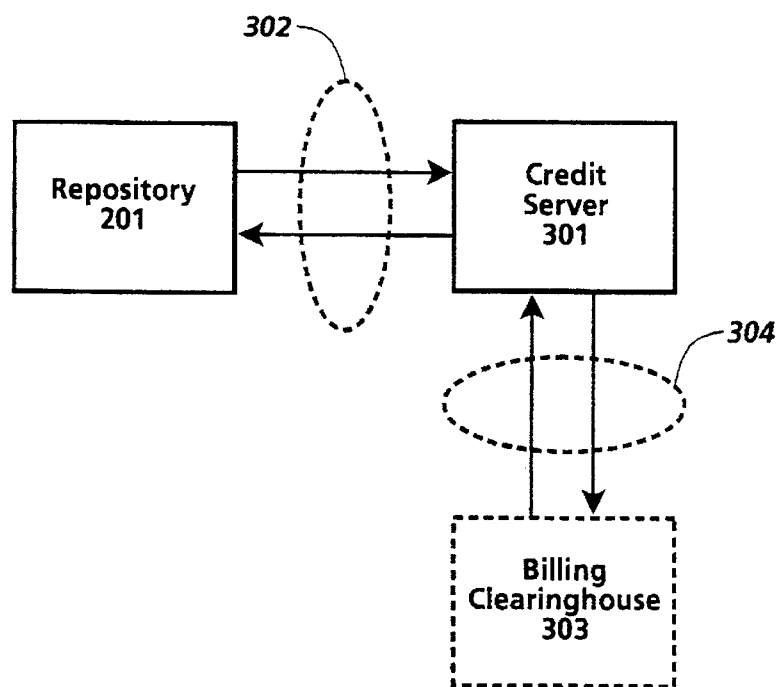 302
Repository
201
Credit
Server
301
304
Billing
Clearinghouse
303